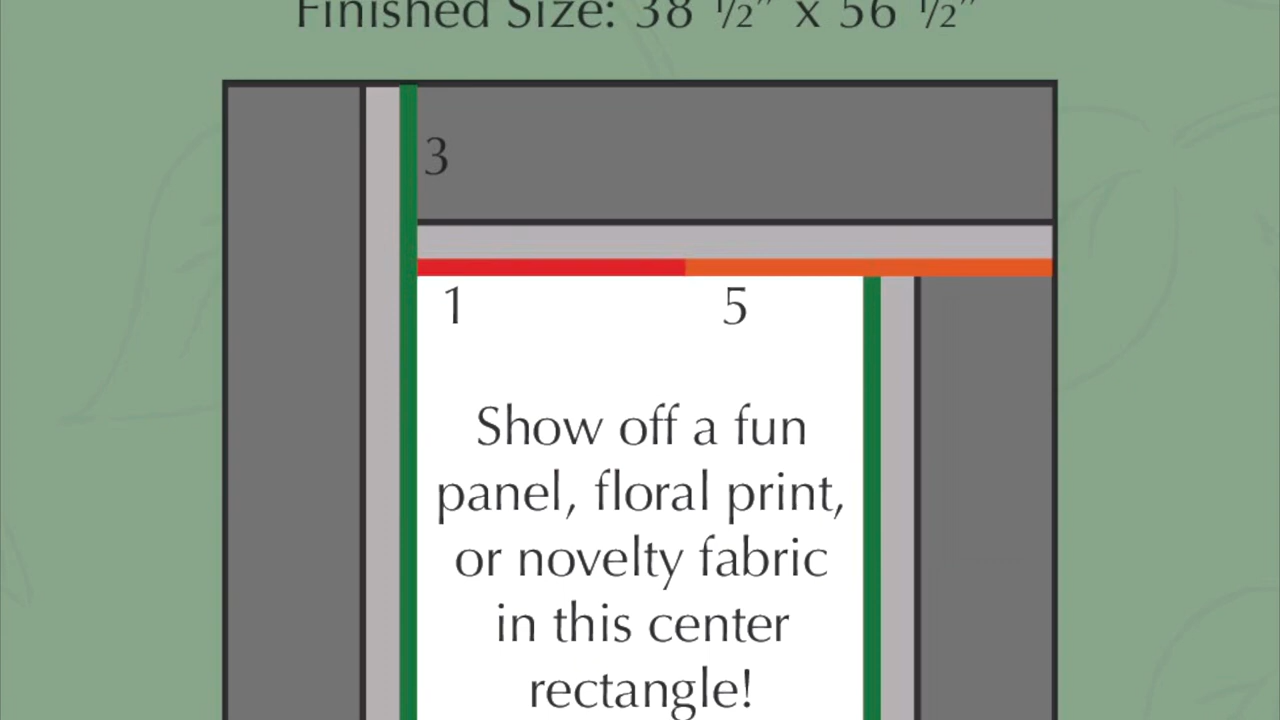 Finished Size: 38 ½” x 56 ½”
3
1 5
Show off a fun
panel, floral print,
or novelty fabric
in this center
rectangle!